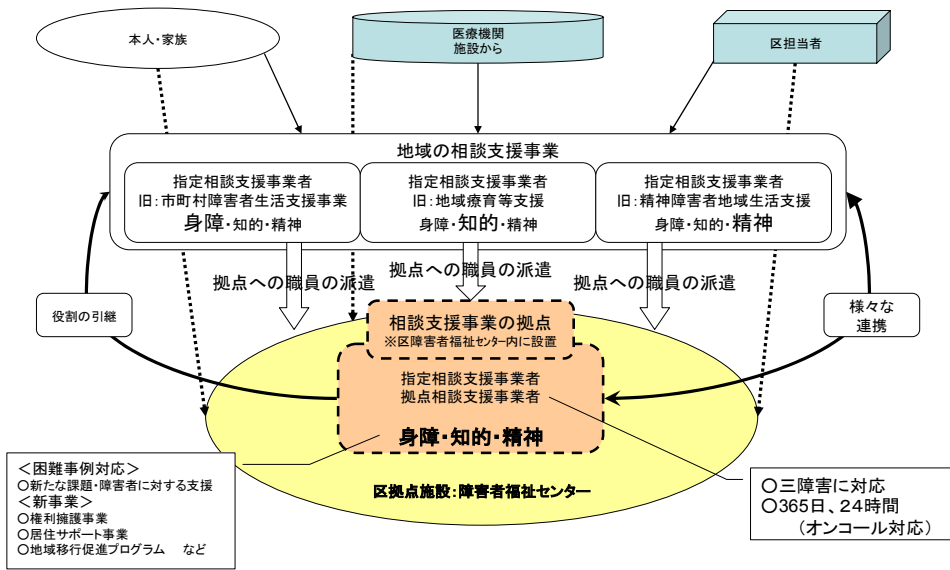 本人・家族
医療機関
施設から
区担当者
地域の相談支援事業
指定相談支援事業者
旧：市町村障害者生活支援事業
身障・知的・精神
指定相談支援事業者
旧：地域療育等支援
身障・知的・精神
指定相談支援事業者
旧：精神障害者地域生活支援
身障・知的・精神
拠点への職員の派遣
拠点への職員の派遣
拠点への職員の派遣
役割の引継
様々な
連携
相談支援事業の拠点
※区障害者福祉センター内に設置
指定相談支援事業者
拠点相談支援事業者
身障・知的・精神
区拠点施設：障害者福祉センター
＜困難事例対応＞
○新たな課題・障害者に対する支援
＜新事業＞
○権利擁護事業
○居住サポート事業
○地域移行促進プログラム　など
○三障害に対応
○365日、24時間
（オンコール対応）